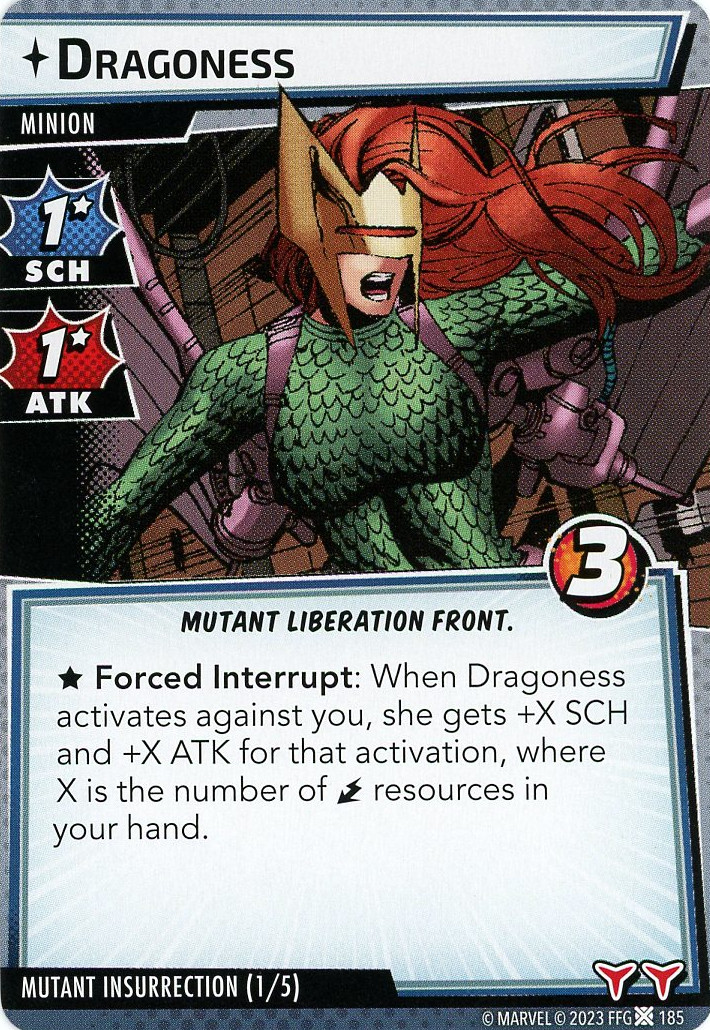 DRAGONESS
MINION
1★
SCH
1★
ATK
3
MUTANT LIBERATION FRONT.
★ Forced Interrupt: When Dragoness
activates against you, she gets +X SCH
and +X ATK for that activation, where
X is the number of resources in
your hand.
MUTANT INSURRECTION (1/5)
© MARVEL © 2023 FFG 185